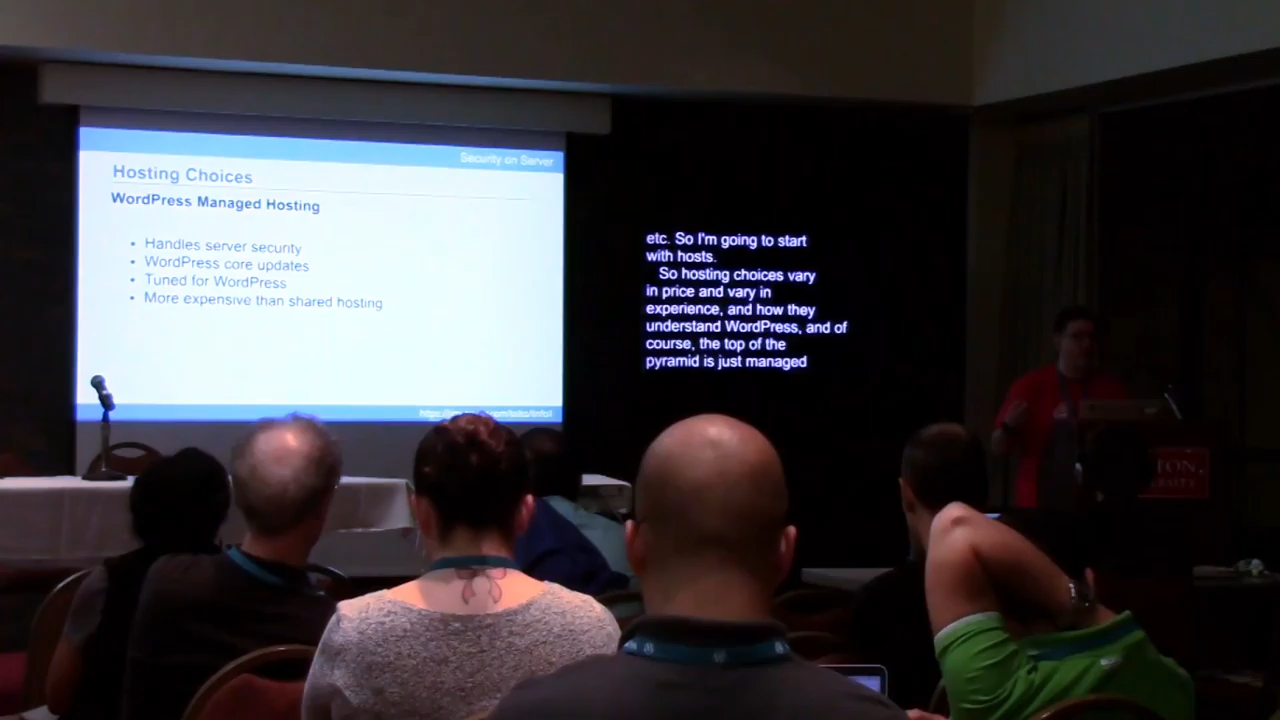 Security on Server
Hosting Choices
WordPress Managed Hosting
• Handles server security
• WordPress core updates
• Tuned for WordPress
• More expensive than shared hosting
etc. So I'm going to start
with hosts.
So hosting choices vary
in price and vary in
experience, and how they
understand WordPress, and of
course, the top of the
pyramid is just managed
TON